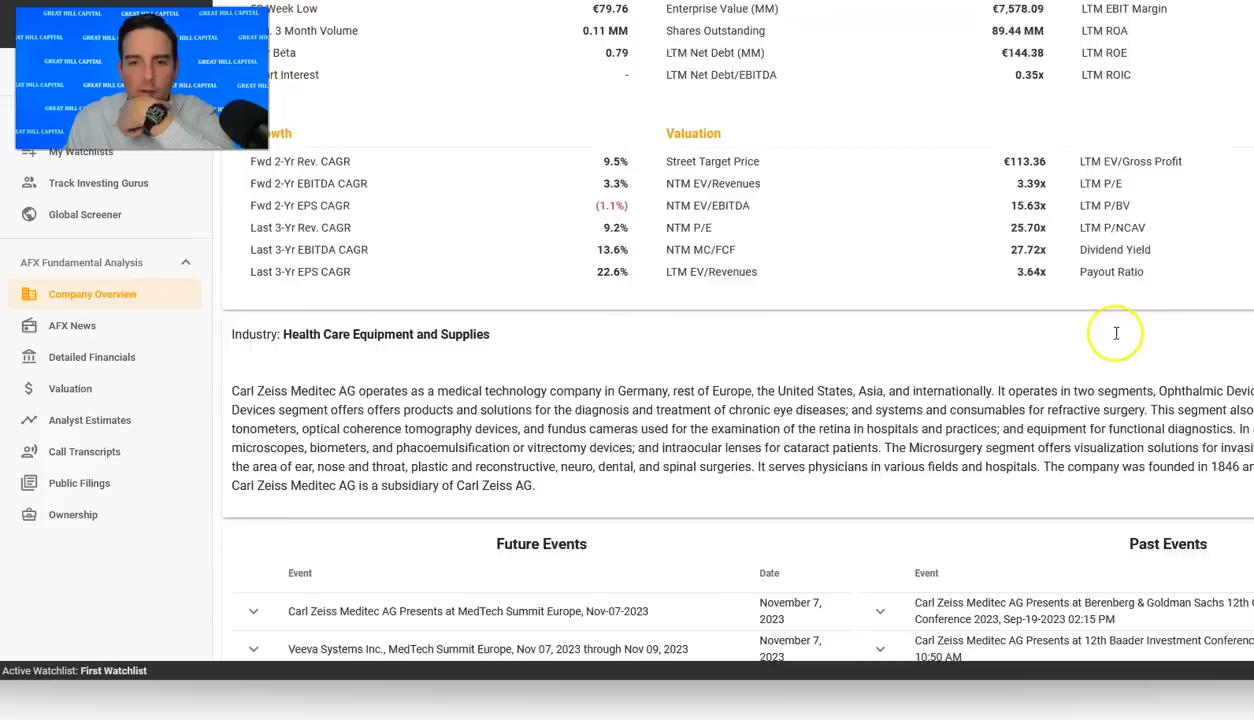 GREAT HILL CAPITAL GREAT HILL CAPITAL
GREAT HILL CAPITAL
GREAT HILL CAPITAL
GREAT HILL
Week Low €79.76 Enterprise Value (MM) €7,578.09 LTM EBIT Margin
3 Month Volume 0.11 MM Shares Outstanding 89.44 MM LTM ROA
Beta 0.79 LTM Net Debt (MM) €144.38 LTM ROE
Interest - LTM Net Debt/EBITDA 0.35x LTM ROIC
Valuation
My Watchlists
Track Investing Gurus
Global Screener
Fwd 2-Yr Rev. CAGR 9.5% Street Target Price €113.36 LTM EV/Gross Profit
Fwd 2-Yr EBITDA CAGR 3.3% NTM EV/Revenues 3.39x LTM P/E
Fwd 2-Yr EPS CAGR (1.1%) NTM EV/EBITDA 15.63x LTM P/BV
Last 3-Yr Rev. CAGR 9.2% NTM P/E 25.70x LTM P/NCAV
Last 3-Yr EBITDA CAGR 13.6% NTM MC/FCF 27.72x Dividend Yield
Last 3-Yr EPS CAGR 22.6% LTM EV/Revenues 3.64x Payout Ratio
AFX Fundamental Analysis
Company Overview
AFX News
Detailed Financials
Valuation
Analyst Estimates
Call Transcripts
Public Filings
Ownership
Industry: Health Care Equipment and Supplies
Carl Zeiss Meditec AG operates as a medical technology company in Germany, rest of Europe, the United States, Asia, and internationally. It operates in two segments, Ophthalmic Devic
Devices segment offers offers products and solutions for the diagnosis and treatment of chronic eye diseases; and systems and consumables for refractive surgery. This segment also
tonometers, optical coherence tomography devices, and fundus cameras used for the examination of the retina in hospitals and practices; and equipment for functional diagnostics. In
microscopes, biometers, and phacoemulsification or vitrectomy devices; and intraocular lenses for cataract patients. The Microsurgery segment offers visualization solutions for invasi
the area of ear, nose and throat, plastic and reconstructive, neuro, dental, and spinal surgeries. It serves physicians in various fields and hospitals. The company was founded in 1846 an
Carl Zeiss Meditec AG is a subsidiary of Carl Zeiss AG.
Future Events Past Events
Event Date Event
Carl Zeiss Meditec AG Presents at MedTech Summit Europe, Nov-07-2023
November 7,
2023
Carl Zeiss Meditec AG Presents at Berenberg & Goldman Sachs 12th
Conference 2023, Sep-19-2023 02:15 PM
Veeva Systems Inc., MedTech Summit Europe, Nov 07, 2023 through Nov 09, 2023
November 7,
2023
Carl Zeiss Meditec AG Presents at 12th Baader Investment Conferenc
10:50 AM
Active Watchlist: First Watchlist